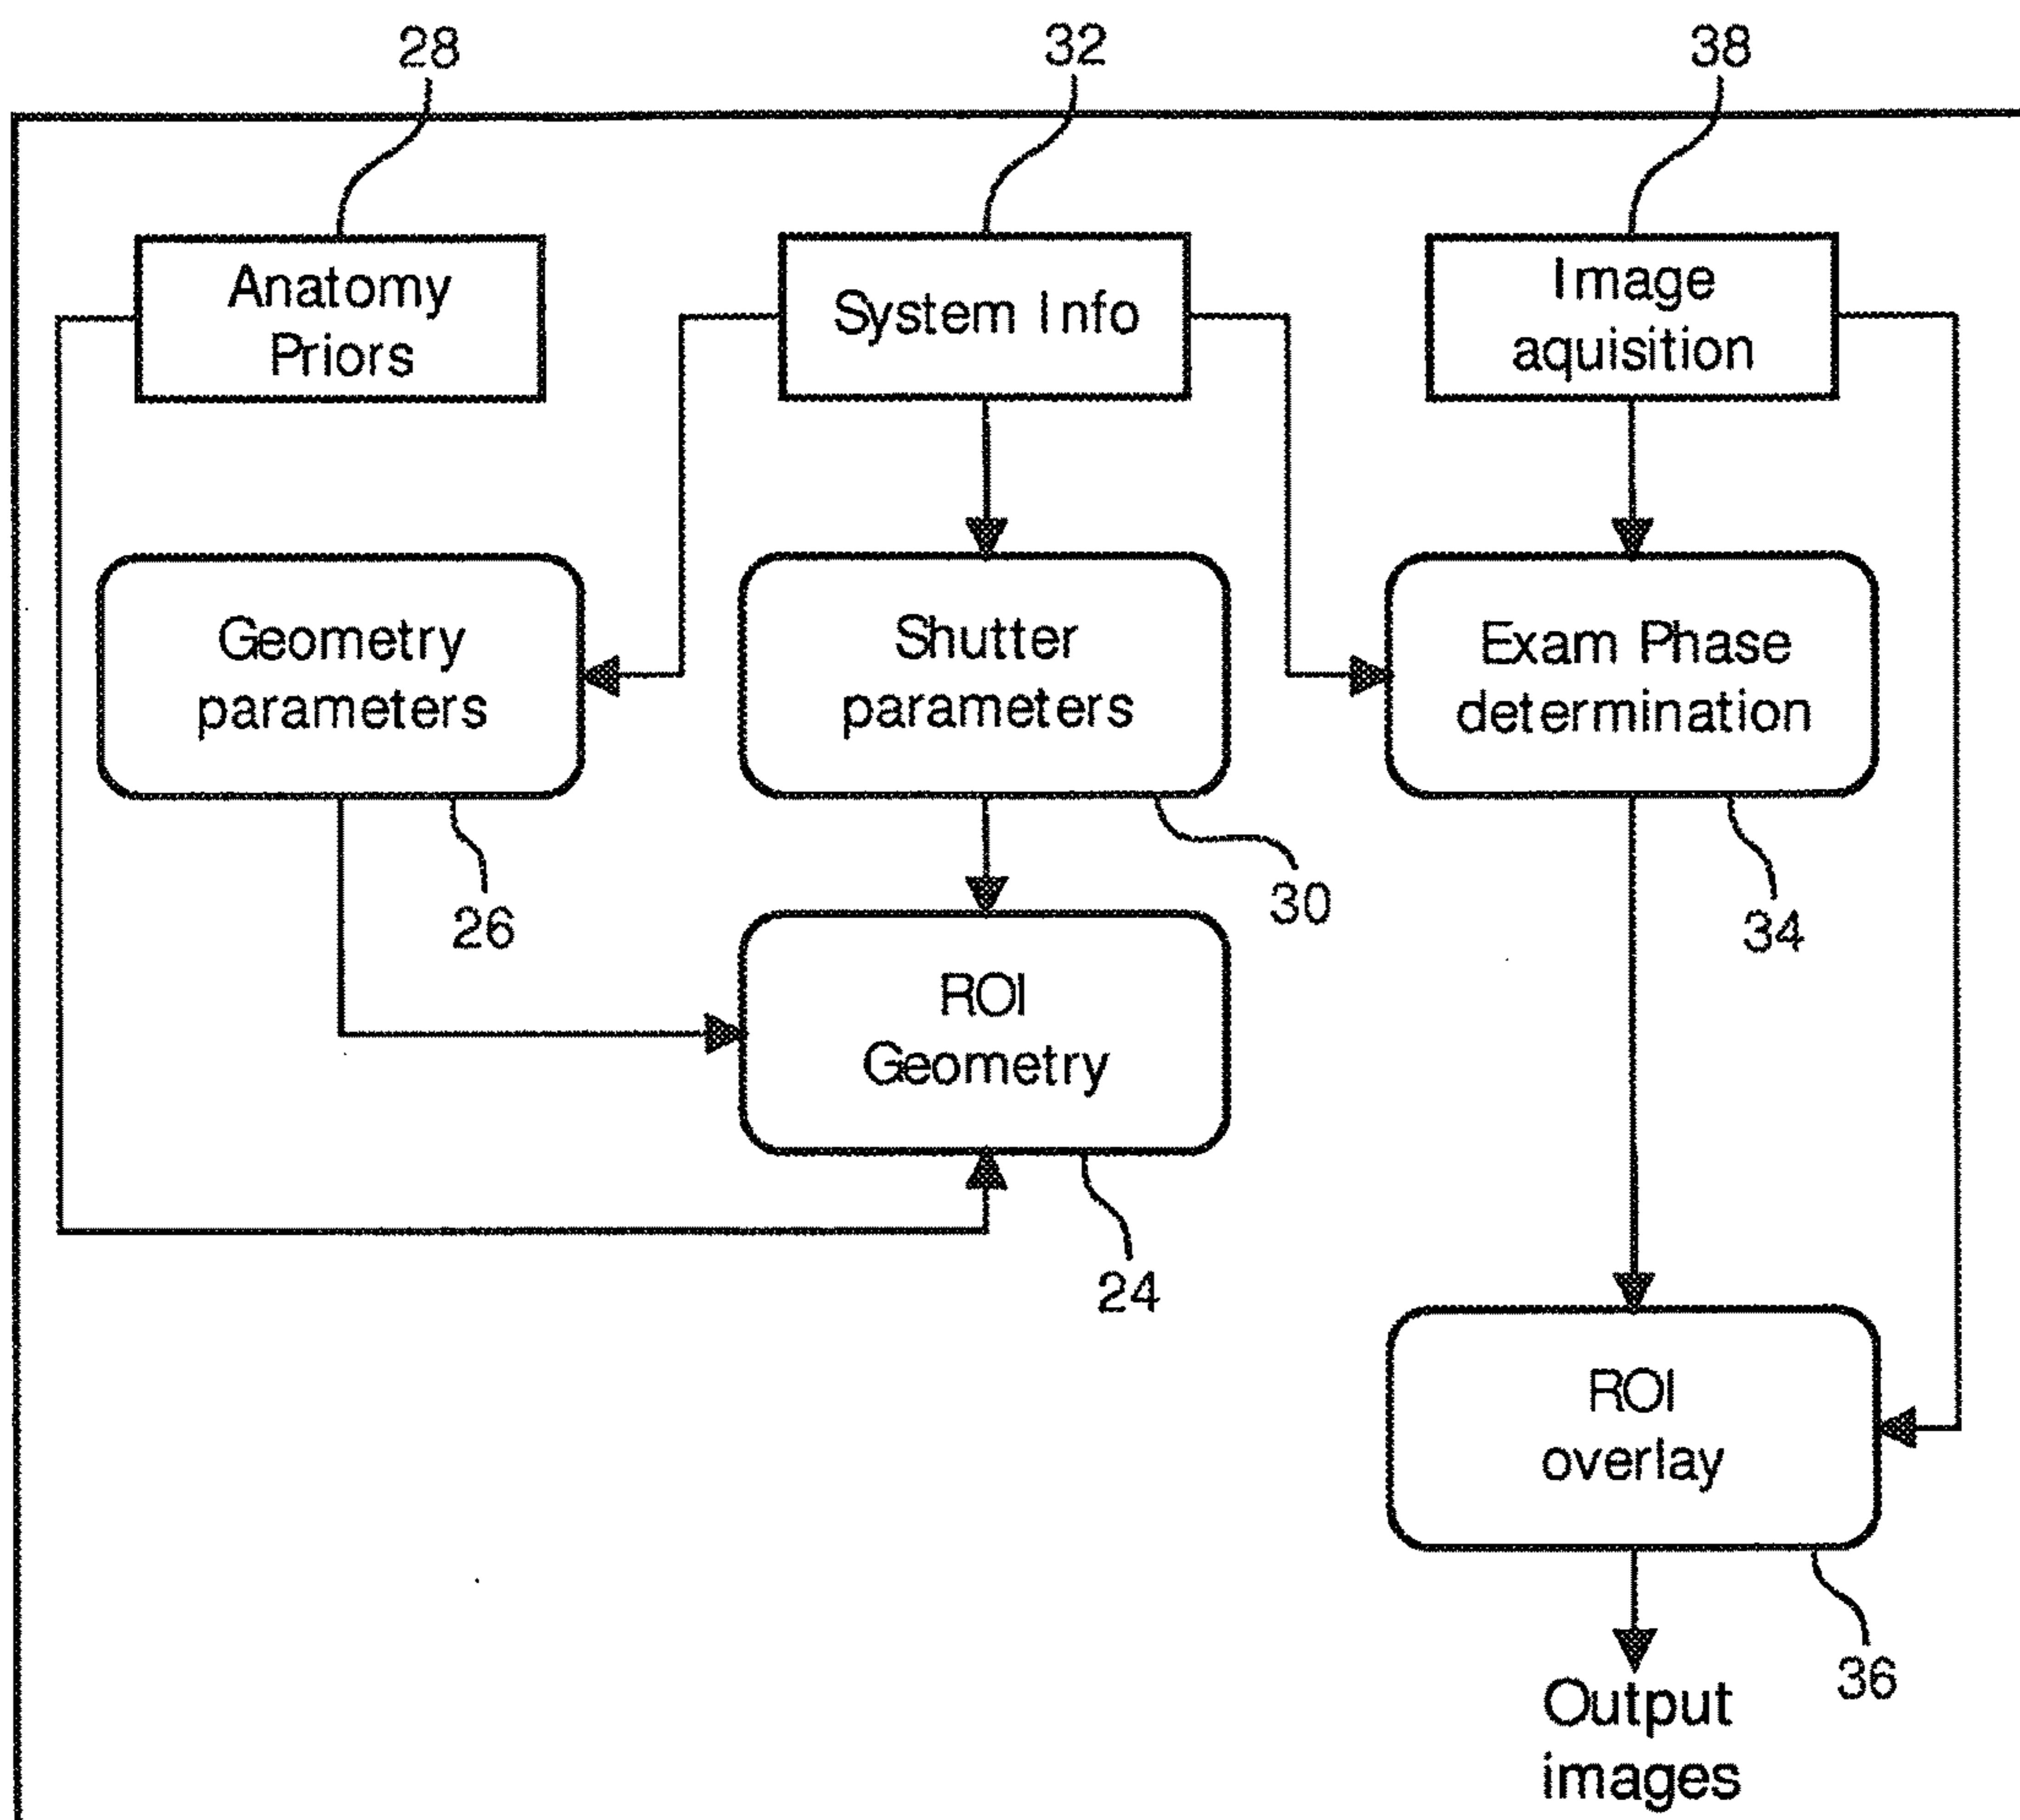 28
32
38
Anatomy
Priors
System Info
Image
aquisition
Geometry
parameters
Shutter
parameters
Exam Phase
determination
26
30
34
ROI
Geometry
24
ROI
overlay
36
Output
images